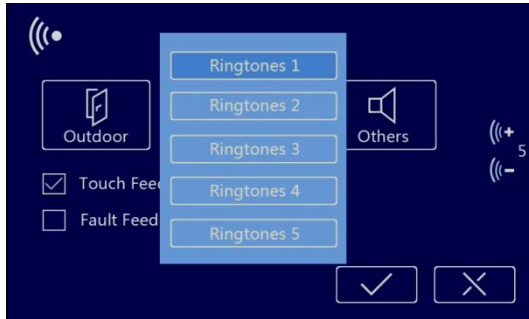 Ringtones 1
Ringtones 2
Outdoor
Others
5
Ringtones 3
Touch Feed
Ringtones 4
Fault Feed
Ringtones 5